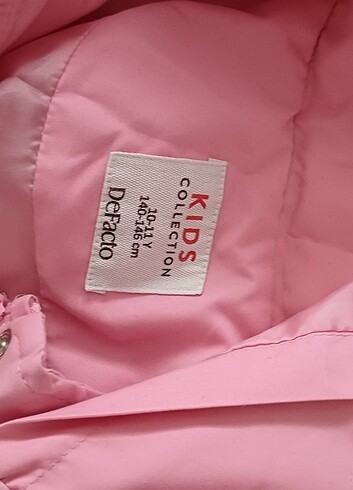 KIDS
COLLECTION
10-11 Y
140-146 cm
DeFacto